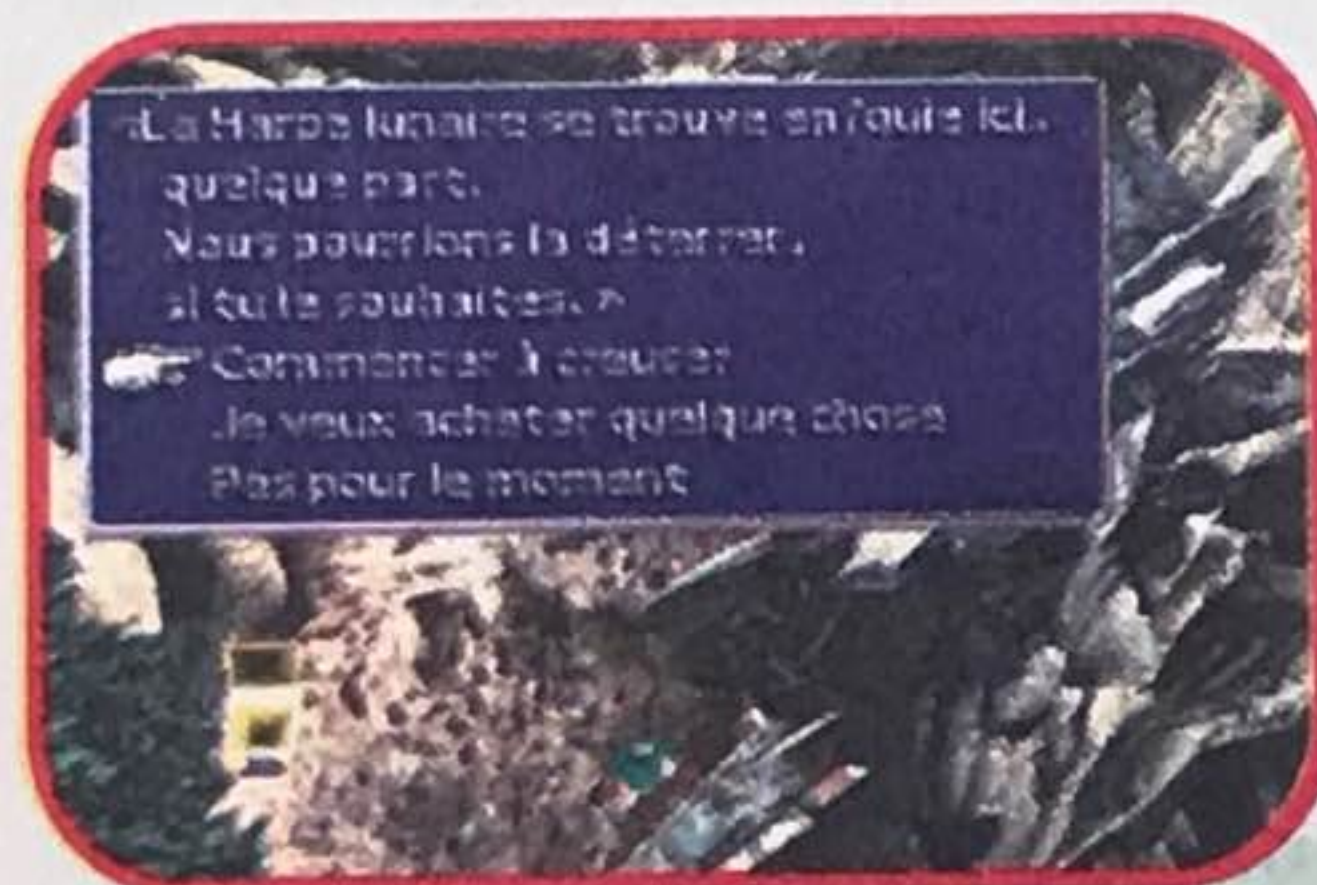 «La Harpe lunaire se trouve enfouie ici,
quelque part.
Nous pourrions la déterrer,
si tu le souhaites.»
Commencer à creuser
Je veux acheter quelque chose
Pas pour le moment